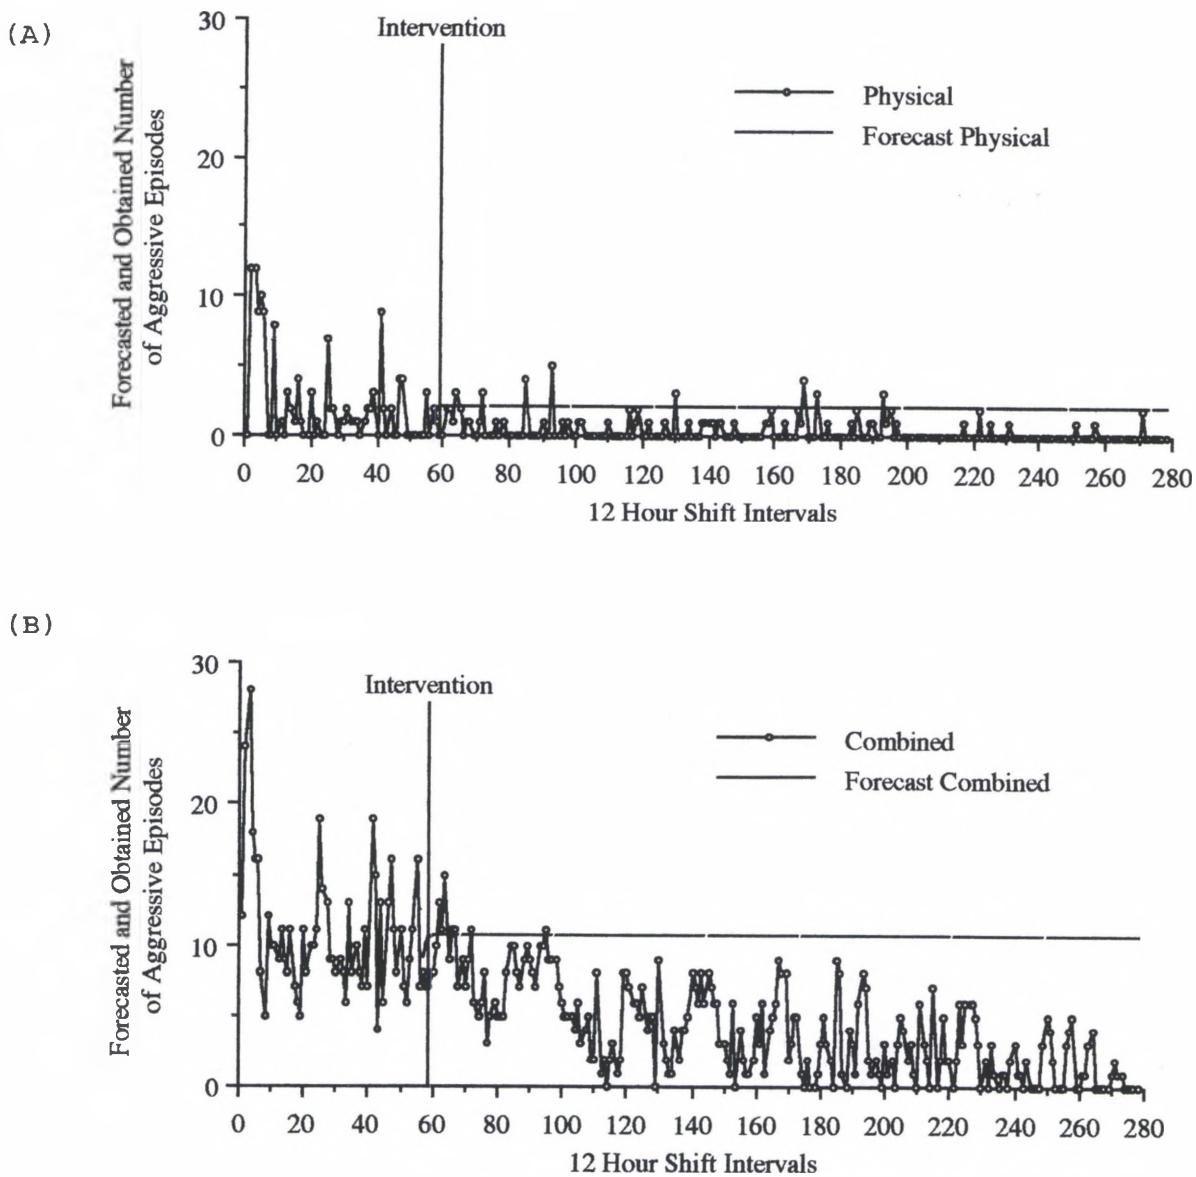 (A)
30
20
10
0
Forecasted and Obtained Number
of Aggressive Episodes
Intervention
Physical
Forecast Physical
0 20 40 60 80 100 120 140 160 180 200 220 240 260 280
12 Hour Shift Intervals
(B)
30
20
10
0
Forecasted and Obtained Number
of Aggressive Episodes
Intervention
Combined
Forecast Combined
0 20 40 60 80 100 120 140 160 180 200 220 240 260 280
12 Hour Shift Intervals